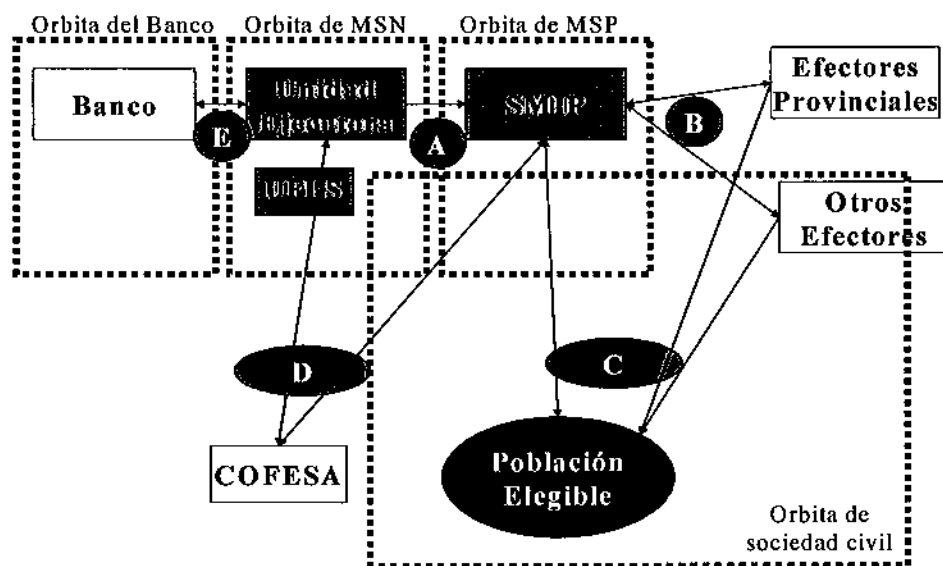 Orbita del Banco
Orbita de MSN
Orbita de MSP
Banco
Unidad
Ejecutora
SMIP
Efectores
Provinciales
E
A
B
Otros
Efectores
D
C
COFESA
Población
Elegible
Orbita de
sociedad civil